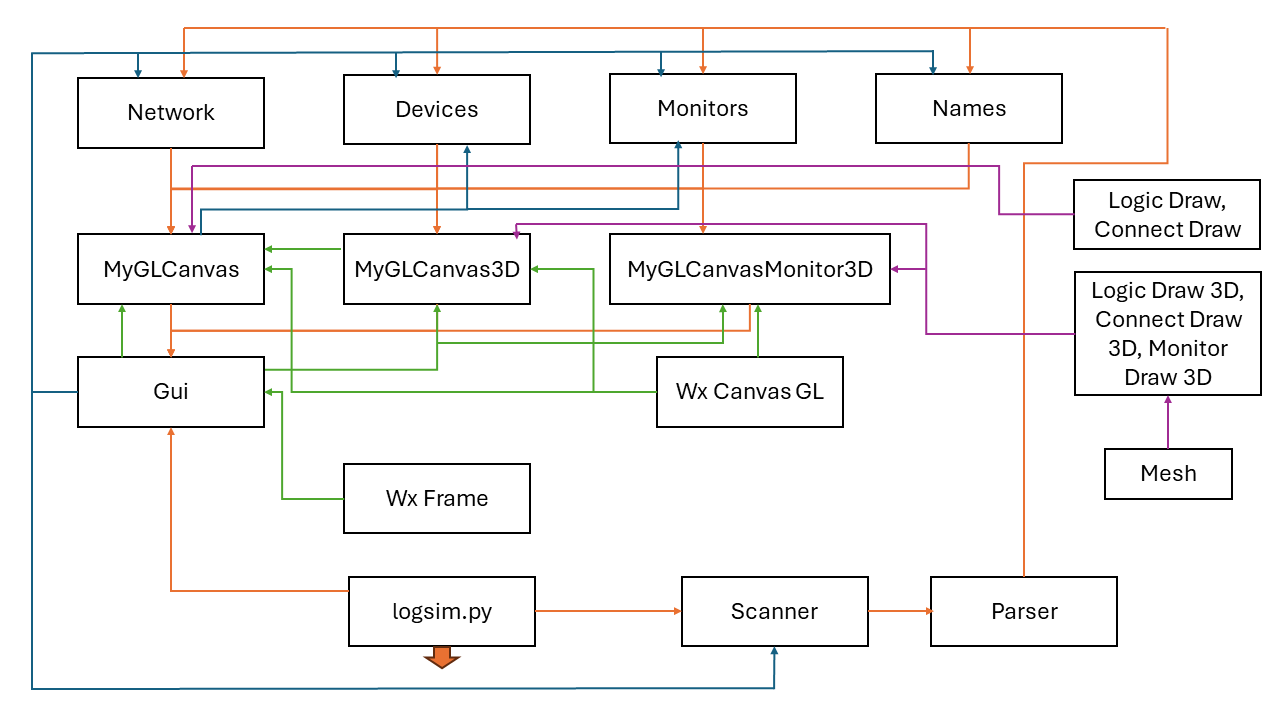 Network
Devices
Monitors
Names
Logic Draw,
Connect Draw
MyGLCanvas
MyGLCanvas3D
MyGLCanvasMonitor3D
Logic Draw 3D,
Connect Draw
3D, Monitor
Draw 3D
Gui
Wx Canvas GL
Mesh
Wx Frame
logsim.py
Scanner
Parser